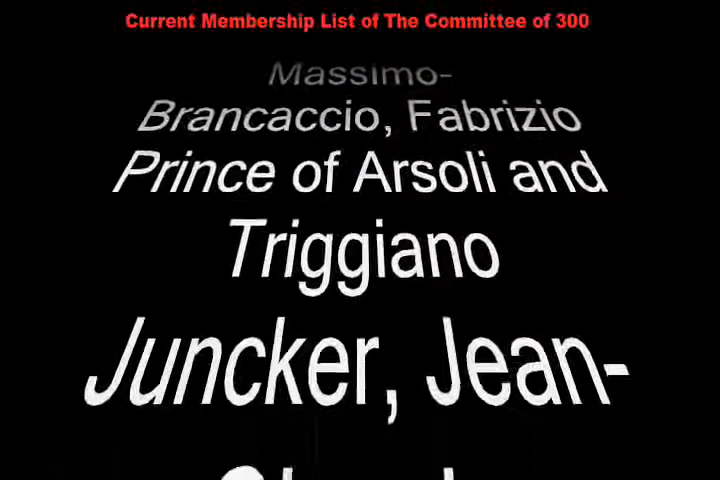 Current Membership List of The Committee of 300
Massimo-
Brancaccio, Fabrizio
Prince of Arsoli and
Triggiano
Juncker, Jean-